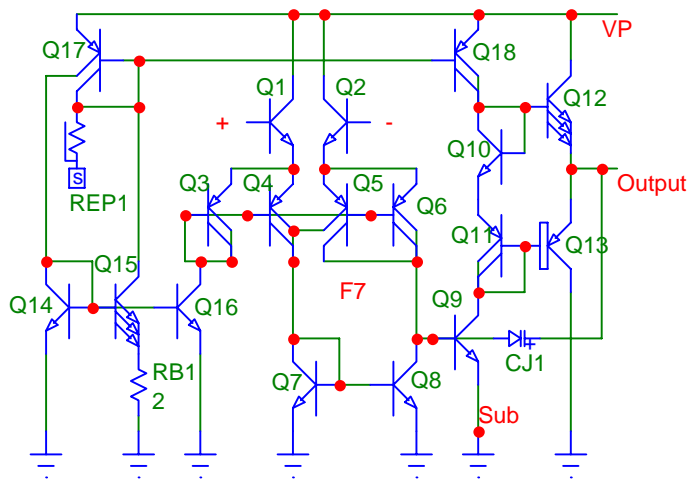 VP
Q17
Q18
Q1
Q2
Q12
+
-
Q10
S
REP1
Q3
Q4
Q5
Q6
Output
Q11
Q13
Q15
F7
Q14
Q16
Q9
CJ1
RB1
2
Q7
Q8
Sub